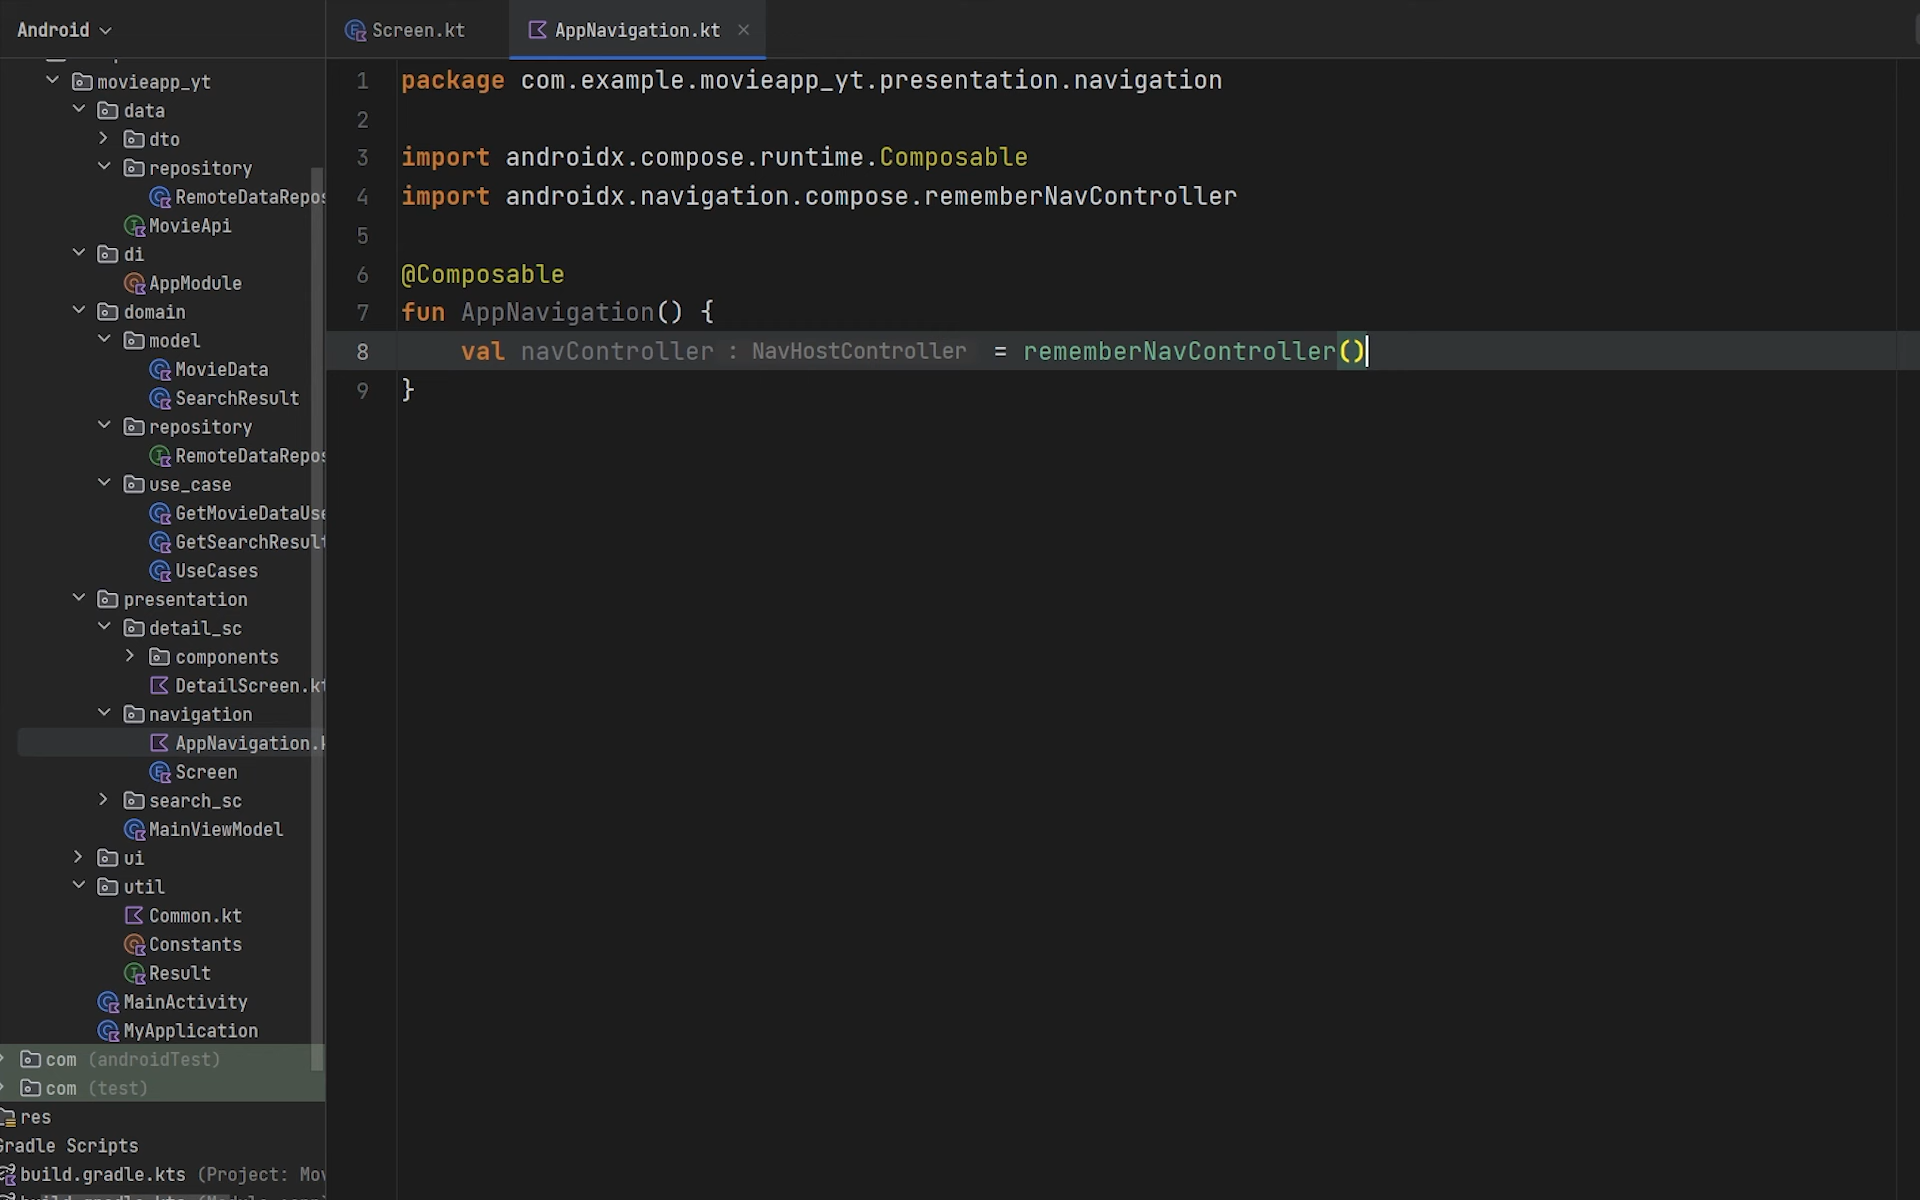 Android
Screen.kt
AppNavigation.kt
movieapp_yt
data
dto
repository
RemoteDataRepos
MovieApi
di
AppModule
domain
model
MovieData
SearchResult
repository
RemoteDataRepos
use_case
GetMovieDataUse
GetSearchResult
UseCases
presentation
detail_sc
components
DetailScreen.kt
navigation
AppNavigation.k
Screen
search_sc
MainViewModel
ui
util
Common.kt
Constants
Result
MainActivity
MyApplication
com (androidTest)
com (test)
res
Gradle Scripts
build.gradle.kts (Project: Mov
1 package com.example.movieapp_yt.presentation.navigation
2
3 import androidx.compose.runtime.Composable
4 import androidx.navigation.compose.rememberNavController
5
6 @Composable
7 fun AppNavigation() {
8 val navController : NavHostController = rememberNavController()
9 }